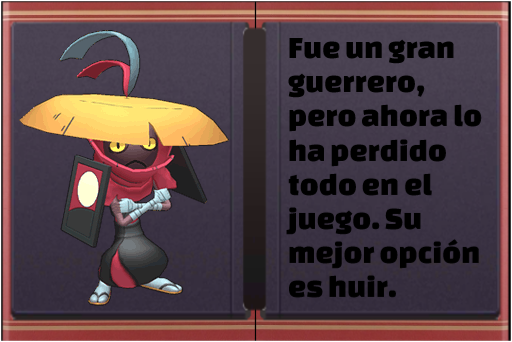 Fue un gran
guerrero,
pero ahora lo
ha perdido
todo en el
juego. Su
mejor opción
es huir.